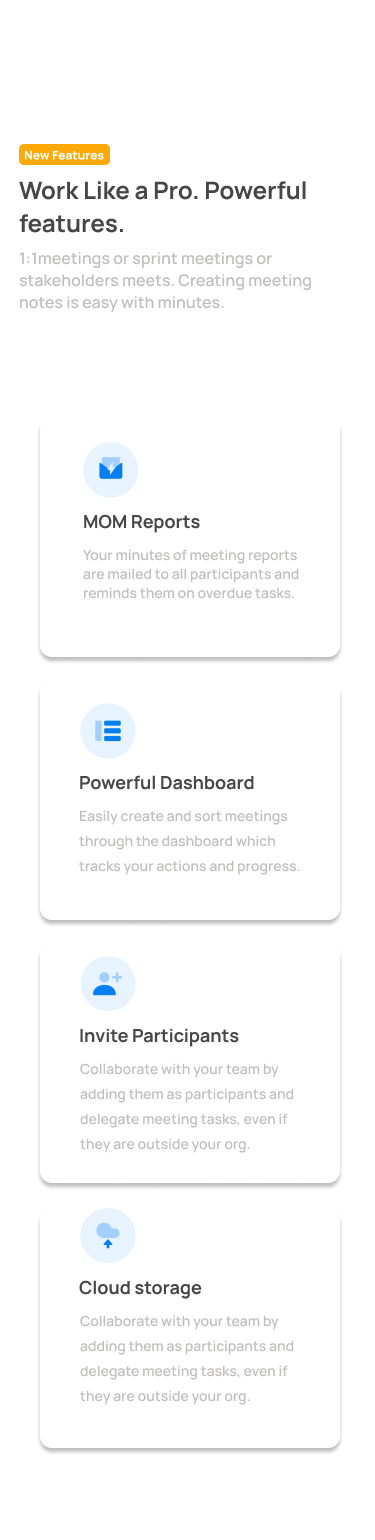 New Features
Work Like a Pro. Powerful
features.
1:1meetings or sprint meetings or
stakeholders meets. Creating meeting
notes is easy with minutes.
MOM Reports
Your minutes of meeting reports
are mailed to all participants and
reminds them on overdue tasks.
Powerful Dashboard
Easily create and sort meetings
through the dashboard which
tracks your actions and progress.
Invite Participants
Collaborate with your team by
adding them as participants and
delegate meeting tasks, even if
they are outside your org.
Cloud storage
Collaborate with your team by
adding them as participants and
delegate meeting tasks, even if
they are outside your org.